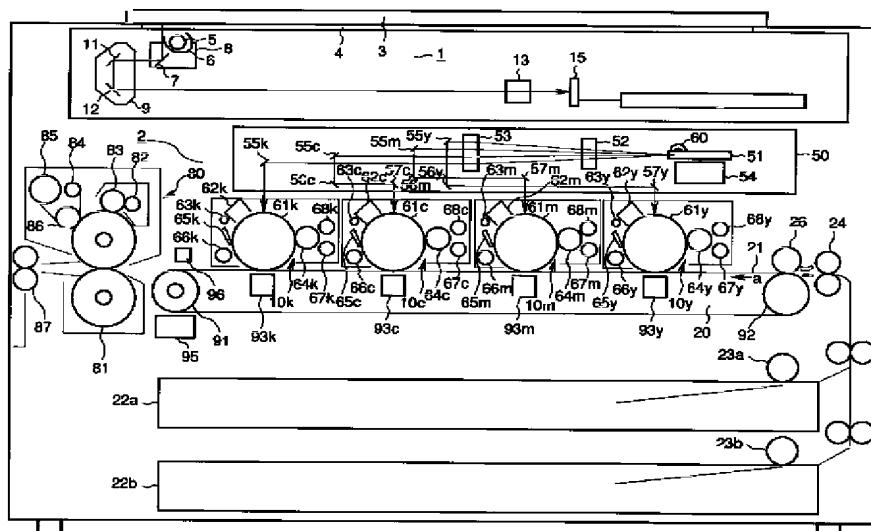 5
11
8
4
3
1
13
15
6
7
12
9
85
84
2
83
82
80
55k
55c
55m
55y
53
52
60
50
51
54
63c
62c
57c
56c
56m
56y
63m
57m
62m
63y
62y
57y
62k
63k
65k
66k
61k
68k
61c
68c
61m
68m
61y
68y
26
24
21
a
86
87
96
81
91
95
93k
10k
64k
67k
65c
66c
93c
10c
64c
67c
65m
66m
93m
10m
64m
67m
65y
66y
93y
10y
64y
67y
20
92
23a
22a
23b
22b